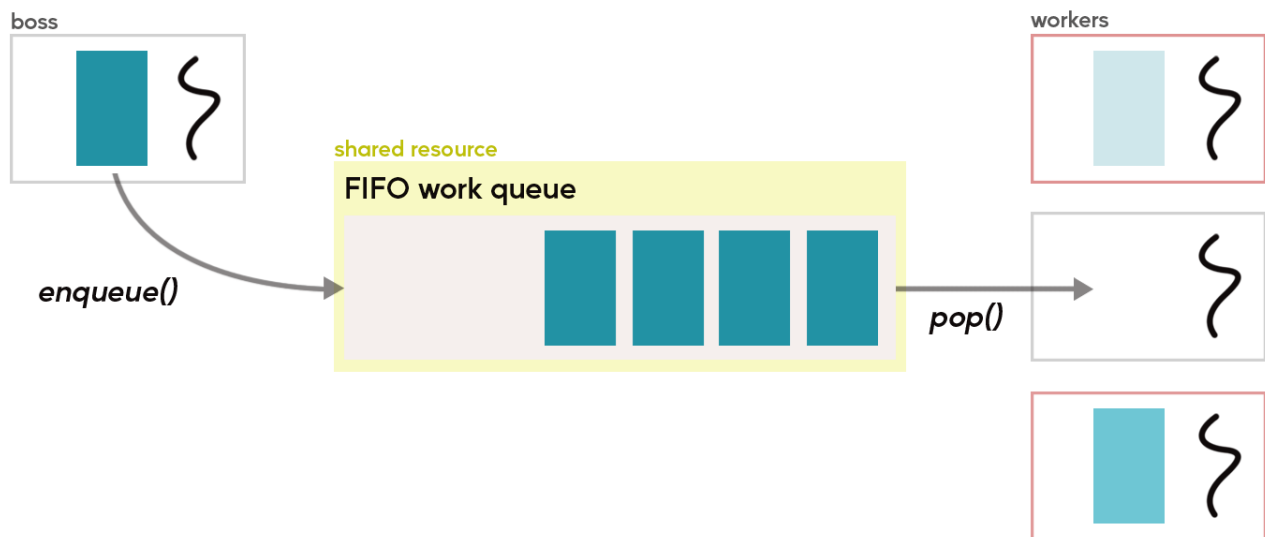 boss
workers
shared resource
FIFO work queue
enqueue()
pop()